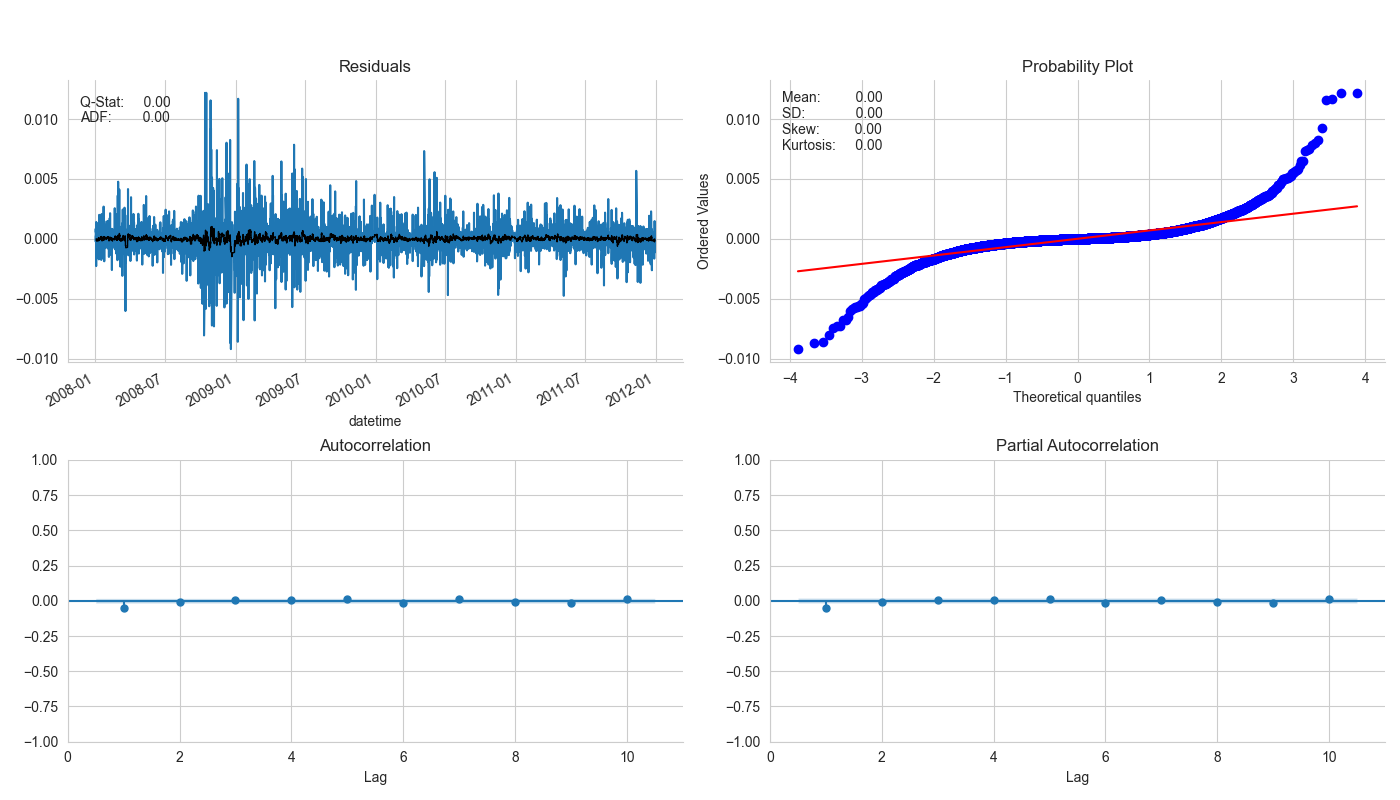 Residuals
Q-Stat: 0.00
ADF: 0.00
0.010
0.005
0.000
−0.005
−0.010
2008-01
2008-07
2009-01
2009-07
2010-01
2010-07
2011-01
2011-07
2012-01
datetime
Probability Plot
Mean: 0.00
SD: 0.00
Skew: 0.00
Kurtosis: 0.00
Ordered Values
0.010
0.005
0.000
−0.005
−0.010
−4 −3 −2 −1 0 1 2 3 4
Theoretical quantiles
Autocorrelation
1.00
0.75
0.50
0.25
0.00
−0.25
−0.50
−0.75
−1.00
0 2 4 6 8 10
Lag
Partial Autocorrelation
1.00
0.75
0.50
0.25
0.00
−0.25
−0.50
−0.75
−1.00
0 2 4 6 8 10
Lag